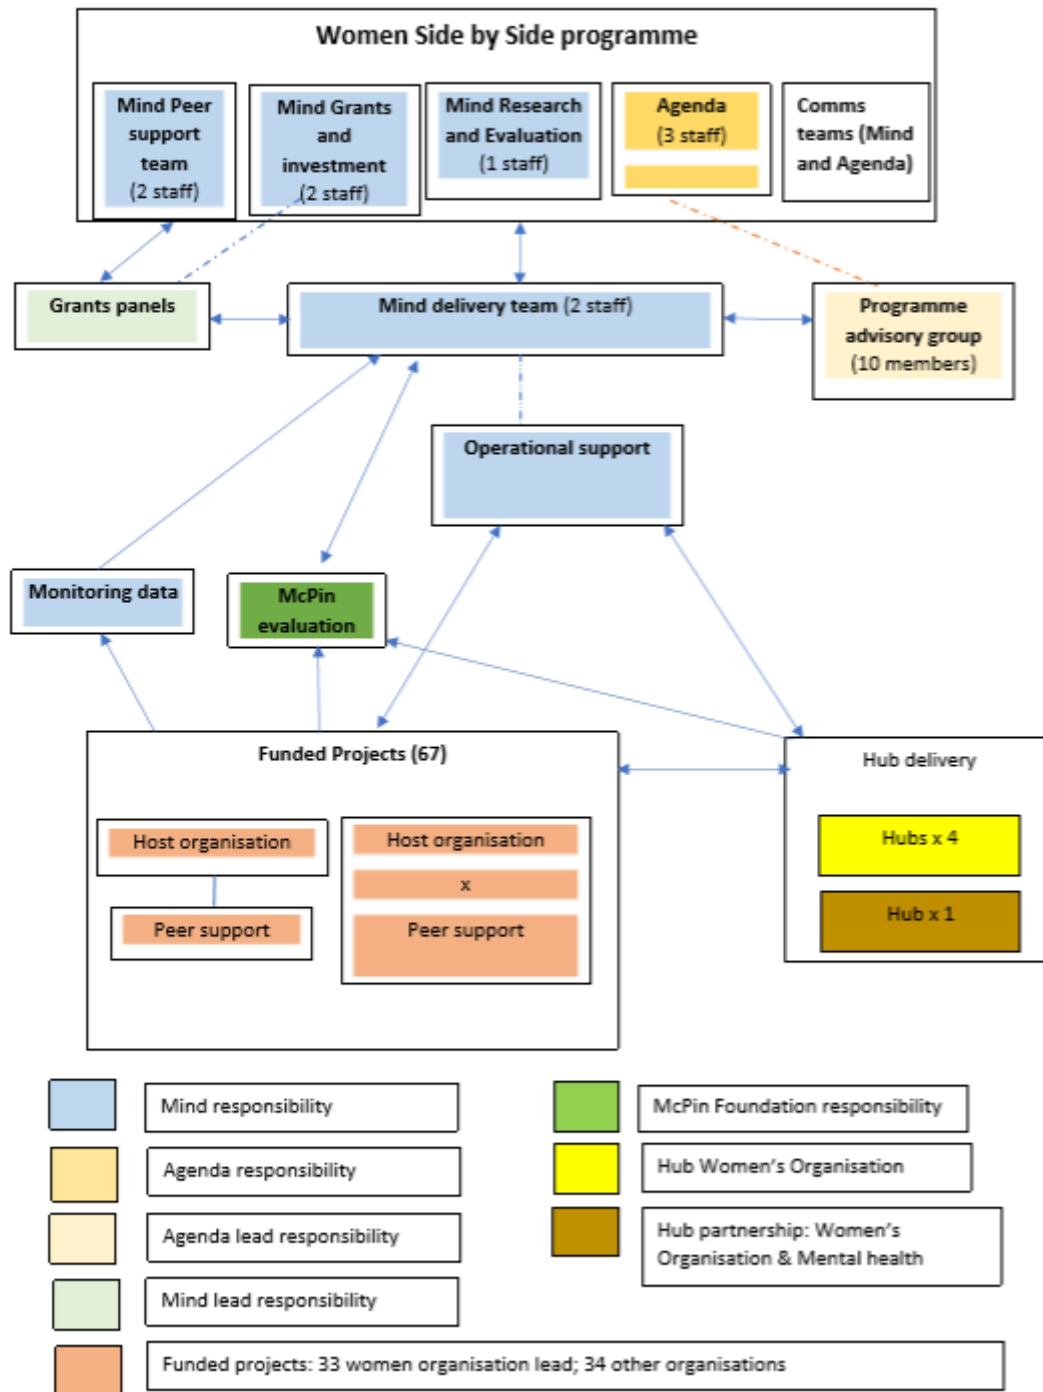 Women Side by Side programme
Mind Peer
support
team
(2 staff)
Mind Grants
and
investment
(2 staff)
Mind Research
and Evaluation
(1 staff)
Agenda
(3 staff)
Comms
teams (Mind
and Agenda)
Grants panels
Mind delivery team (2 staff)
Programme
advisory group
(10 members)
Operational support
Monitoring data
McPin
evaluation
Funded Projects (67)
Host organisation
Peer support
Host organisation
x
Peer support
Hub delivery
Hubs x 4
Hub x 1
Mind responsibility
Agenda responsibility
Agenda lead responsibility
Mind lead responsibility
McPin Foundation responsibility
Hub Women's Organisation
Hub partnership: Women's
Organisation & Mental health
Funded projects: 33 women organisation lead; 34 other organisations